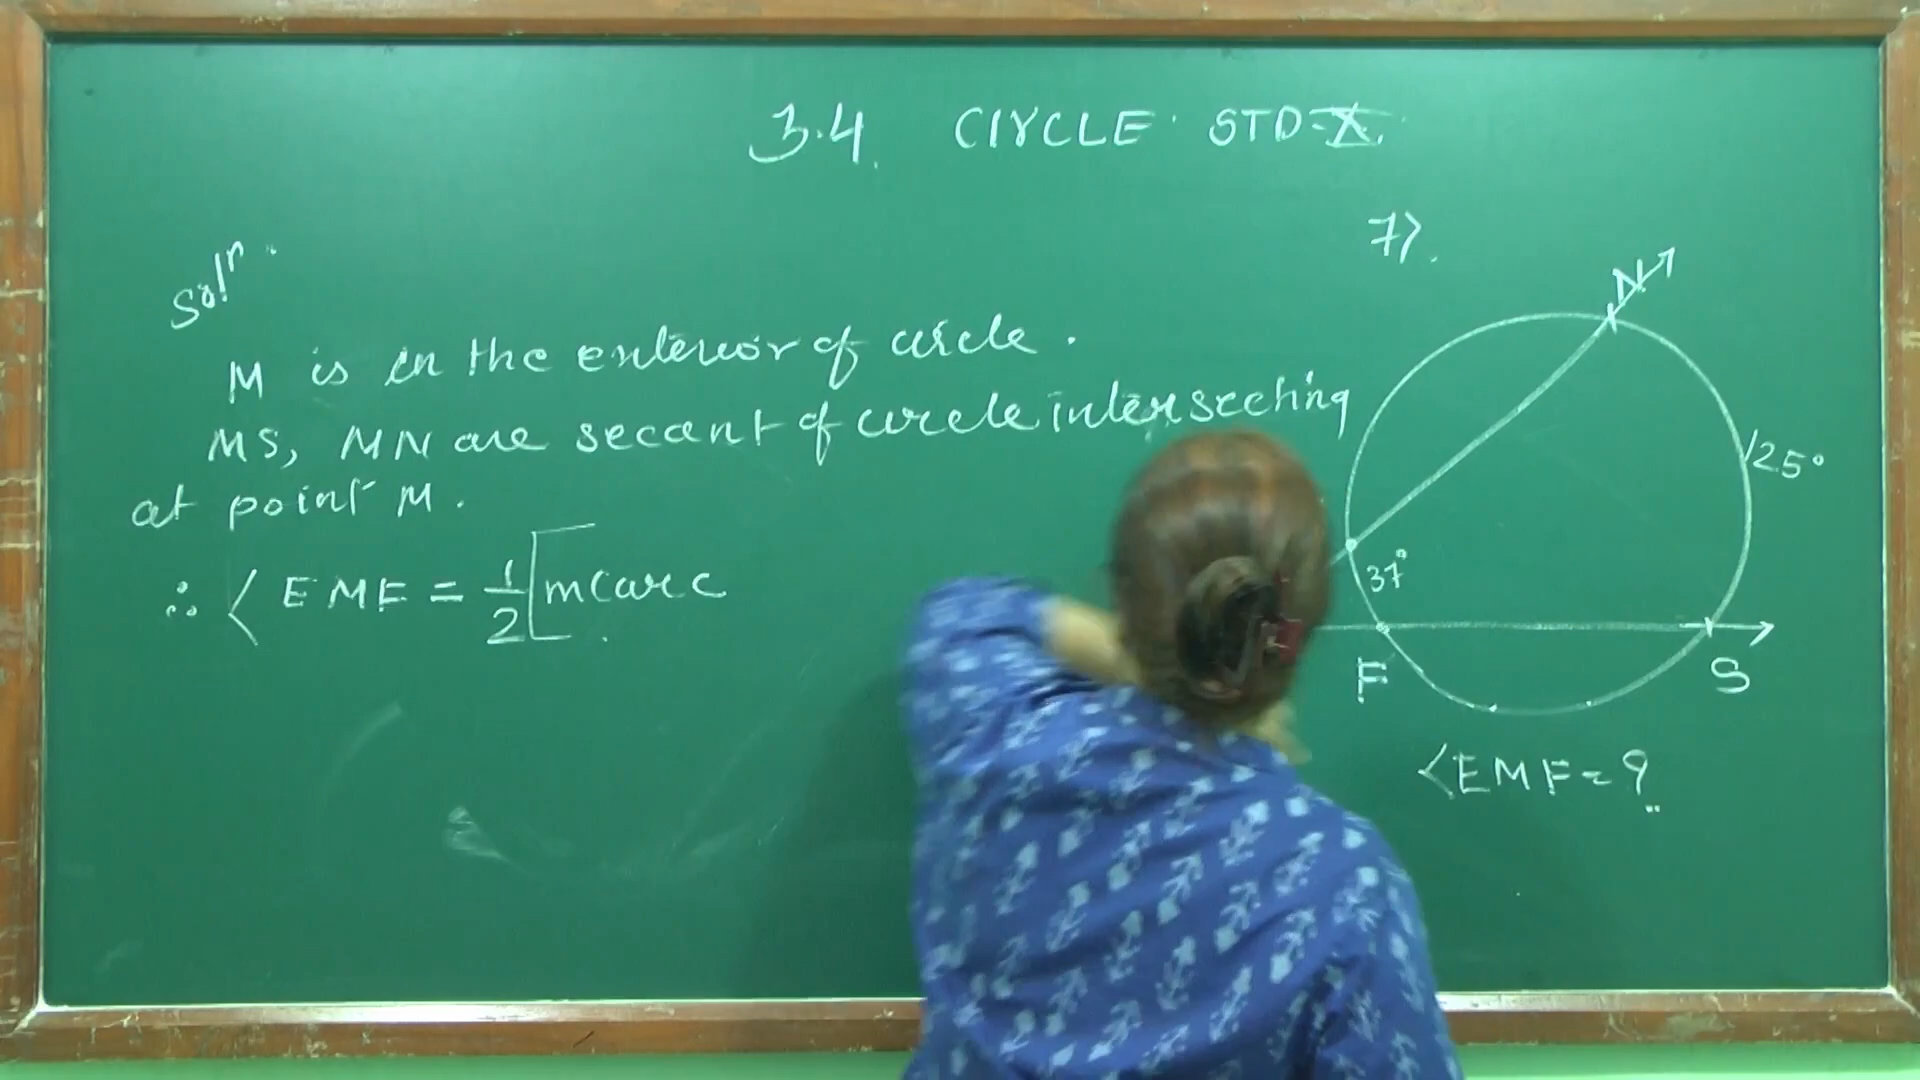 3.4. CIRCLE STD-X.
7).
Soln.
M is in the exterior of circle.
MS, MN are secant of circle intersecting
at point M.
∴ ∠EMF = 1/2 [m(arc
N
125°
37°
F
S
∠EMF = ?